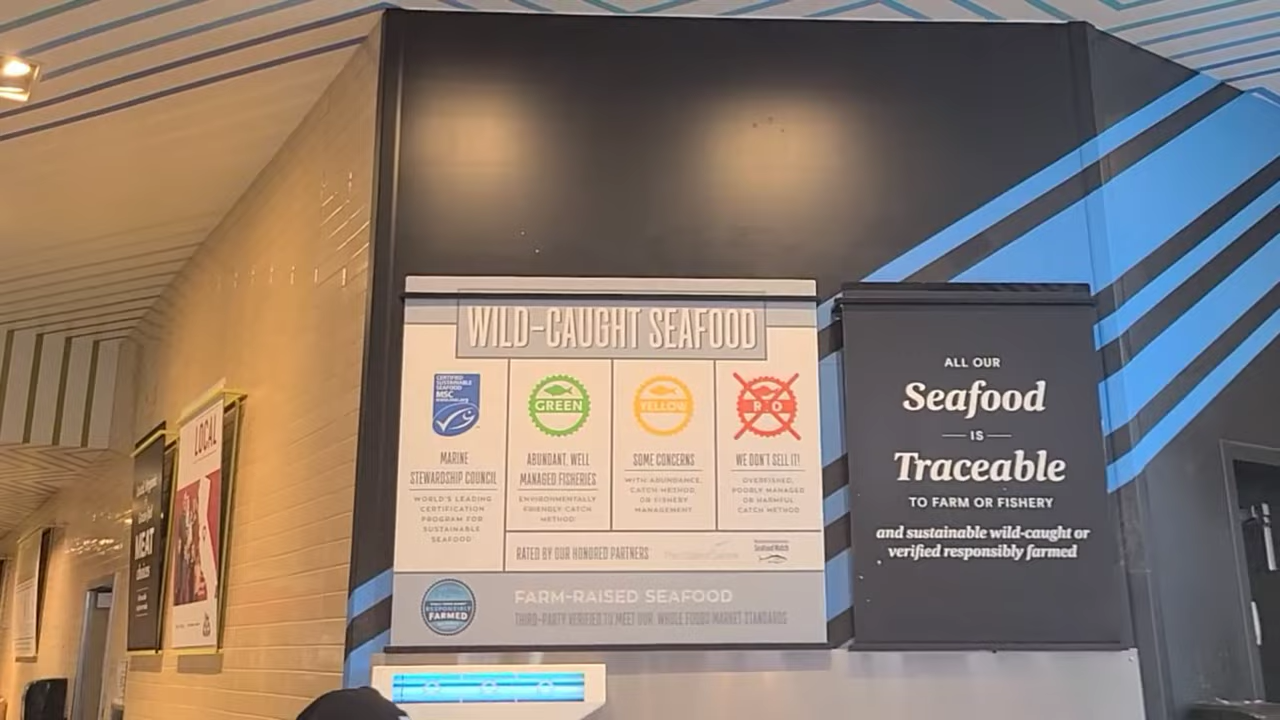 WILD-CAUGHT SEAFOOD
CERTIFIED
SUSTAINABLE
SEAFOOD
MSC
www.msc.org
MARINE
STEWARDSHIP COUNCIL
WORLD'S LEADING
CERTIFICATION
PROGRAM FOR
SUSTAINABLE
SEAFOOD
GREEN
ABUNDANT, WELL
MANAGED FISHERIES
ENVIRONMENTALLY
FRIENDLY CATCH
METHOD
YELLOW
SOME CONCERNS
WITH ABUNDANCE,
CATCH METHOD,
OR FISHERY
MANAGEMENT
RED
WE DON'T SELL IT!
OVERFISHED,
POORLY MANAGED
OR HARMFUL
CATCH METHOD
RATED BY OUR HONORED PARTNERS
Seafood Watch
RESPONSIBLY
FARMED
FARM-RAISED SEAFOOD
THIRD-PARTY VERIFIED TO MEET OUR WHOLE FOODS MARKET STANDARDS
ALL OUR
Seafood
IS
Traceable
TO FARM OR FISHERY
and sustainable wild-caught or
verified responsibly farmed
LOCAL
MEAT